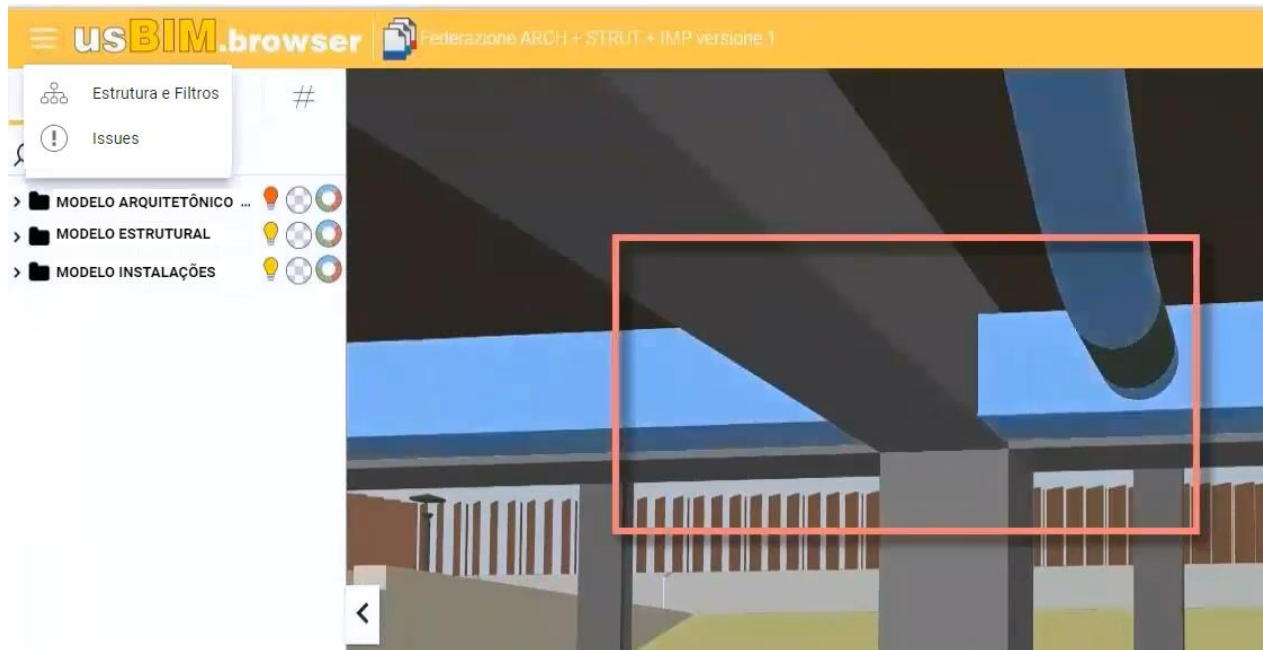 usBIM.browser
Federazione ARCH + STRUT + IMP versione 1
Estrutura e Filtros
#
Issues
MODELO ARQUITETÔNICO ...
MODELO ESTRUTURAL
MODELO INSTALAÇÕES